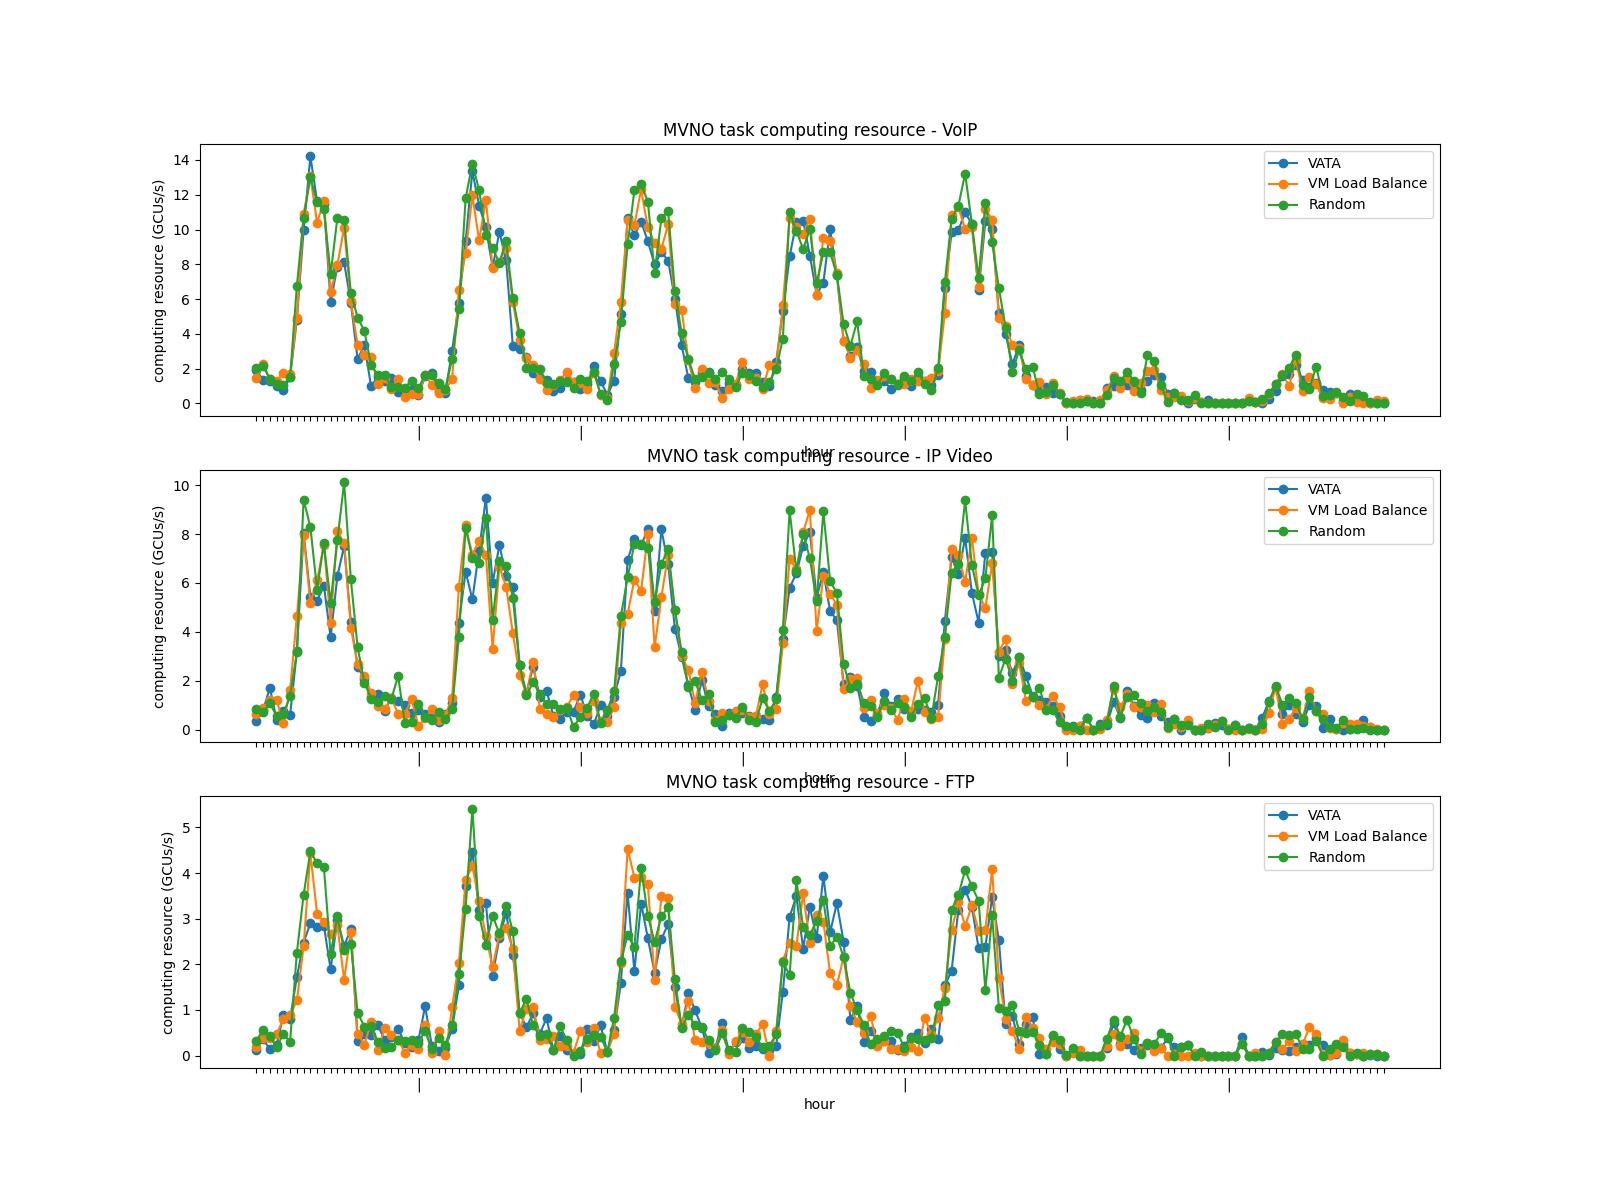 MVNO task computing resource - VoIP
computing resource (GCUs/s)
14
12
10
8
6
4
2
0
VATA
VM Load Balance
Random
hour
MVNO task computing resource - IP Video
computing resource (GCUs/s)
10
8
6
4
2
0
VATA
VM Load Balance
Random
hour
MVNO task computing resource - FTP
computing resource (GCUs/s)
5
4
3
2
1
0
VATA
VM Load Balance
Random
hour